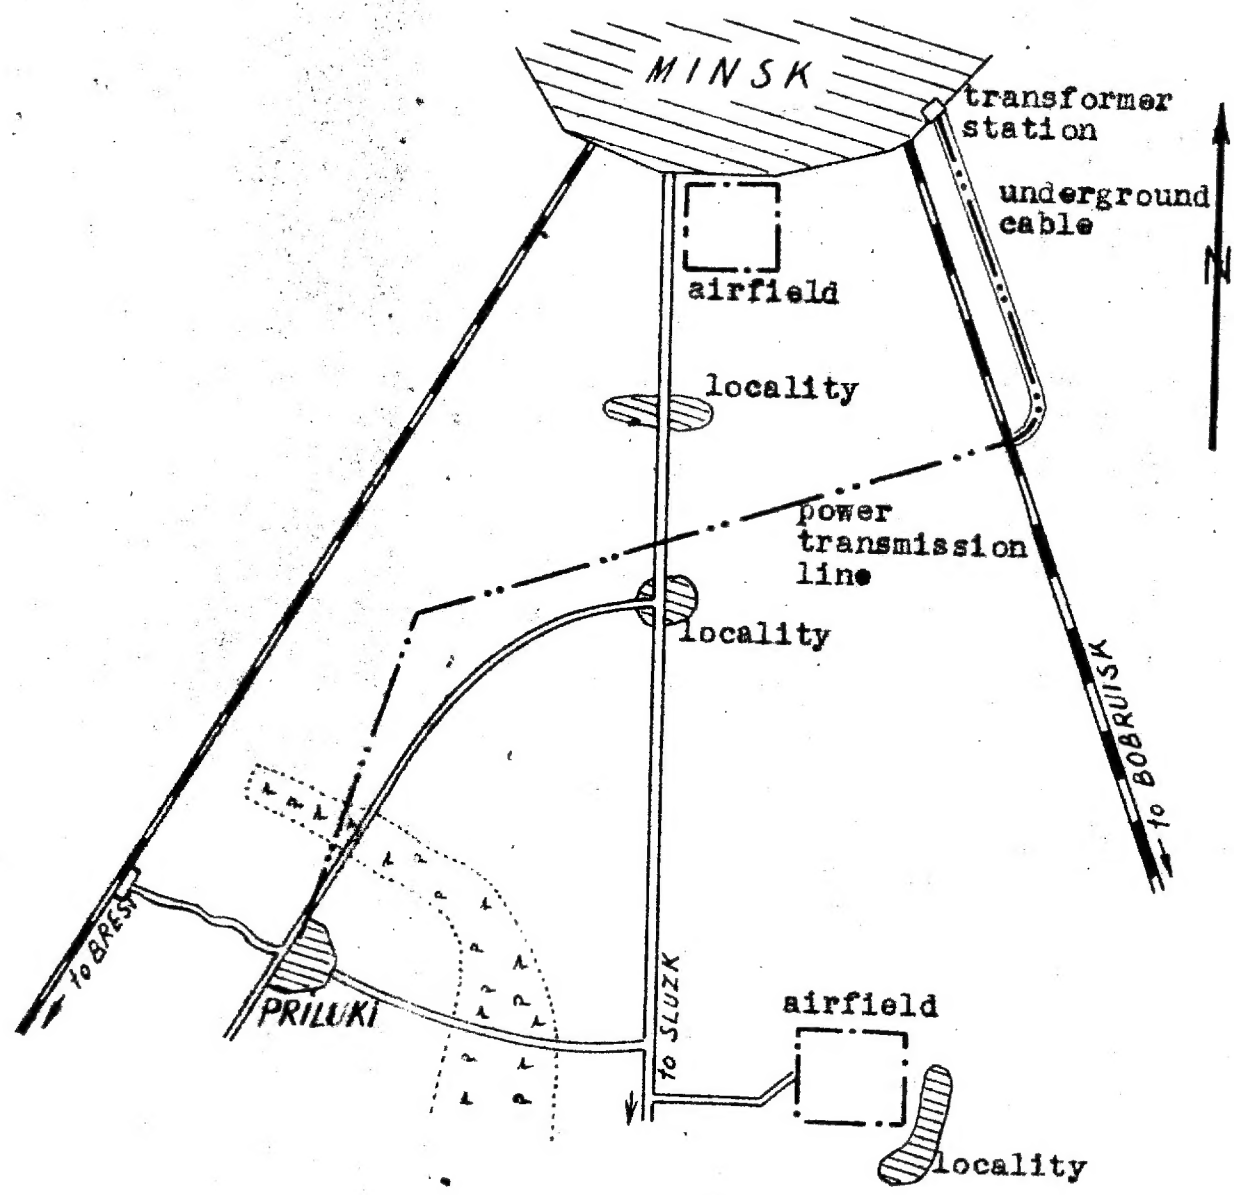 MINSK
transformer
station
underground
cable
N
airfield
locality
power
transmission
line
locality
to BOBRUISK
to BREST
PRILUKI
to SLUZK
airfield
locality